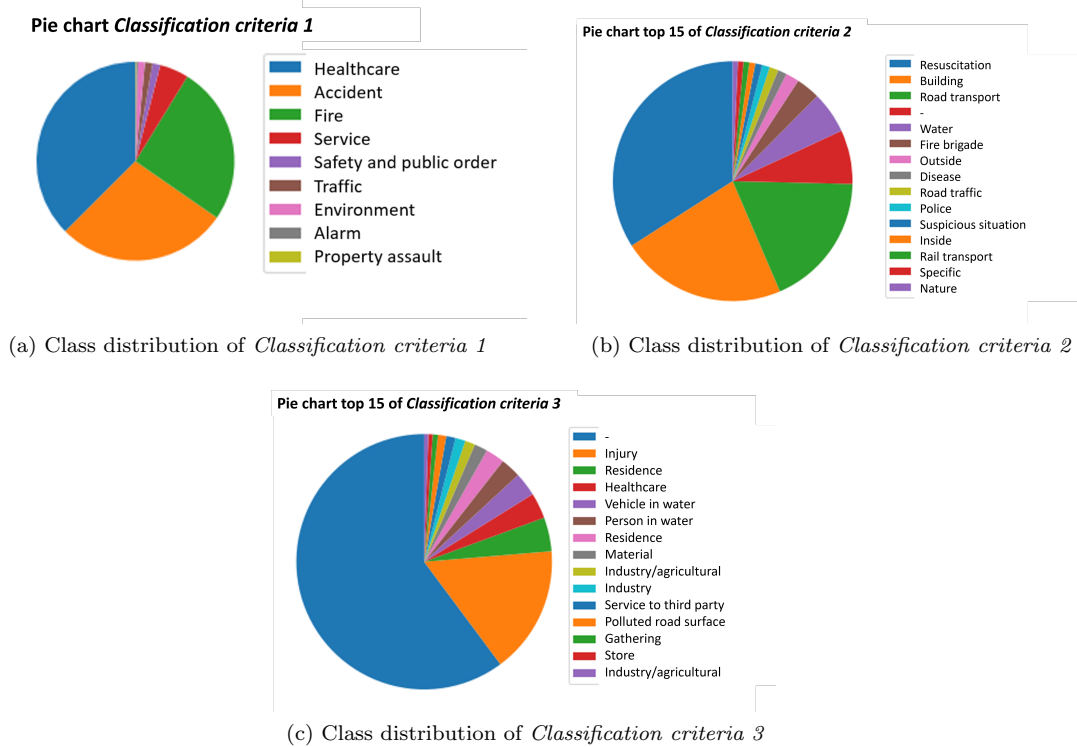 Pie chart Classification criteria 1
Healthcare
Accident
Fire
Service
Safety and public order
Traffic
Environment
Alarm
Property assault
(a) Class distribution of Classification criteria 1
Pie chart top 15 of Classification criteria 2
Resuscitation
Building
Road transport
-
Water
Fire brigade
Outside
Disease
Road traffic
Police
Suspicious situation
Inside
Rail transport
Specific
Nature
(b) Class distribution of Classification criteria 2
Pie chart top 15 of Classification criteria 3
-
Injury
Residence
Healthcare
Vehicle in water
Person in water
Residence
Material
Industry/agricultural
Industry
Service to third party
Polluted road surface
Gathering
Store
Industry/agricultural
(c) Class distribution of Classification criteria 3